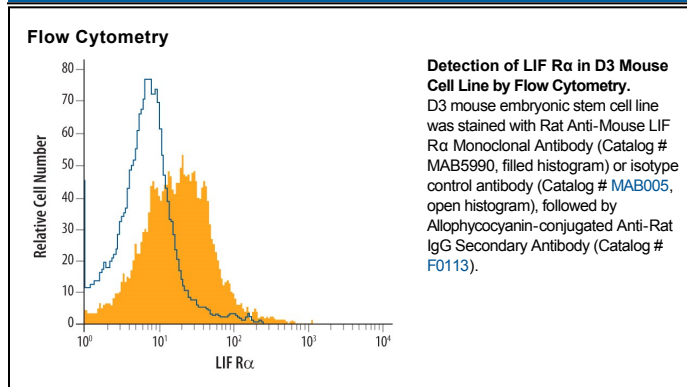 Flow Cytometry
80
70
60
50
40
30
20
10
0
Relative Cell Number
10⁰ 10¹ 10² 10³ 10⁴
LIF Rα
Detection of LIF Rα in D3 Mouse
Cell Line by Flow Cytometry.
D3 mouse embryonic stem cell line
was stained with Rat Anti-Mouse LIF
Rα Monoclonal Antibody (Catalog #
MAB5990, filled histogram) or isotype
control antibody (Catalog # MAB005,
open histogram), followed by
Allophycocyanin-conjugated Anti-Rat
IgG Secondary Antibody (Catalog #
F0113).